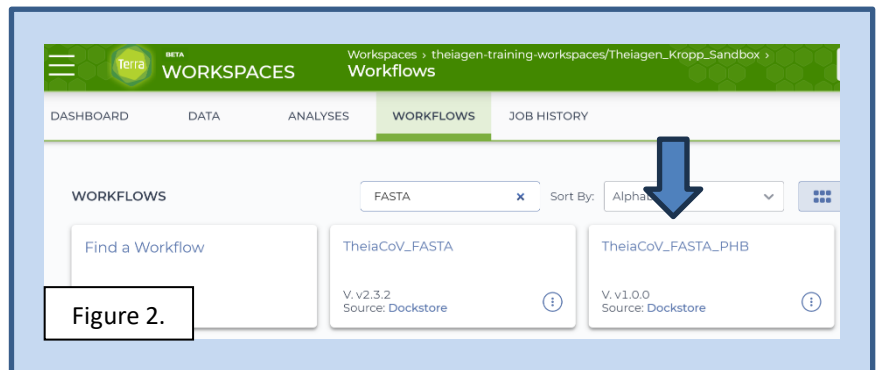 Terra
BETA
WORKSPACES
Workspaces › theiagen-training-workspaces/Theiagen_Kropp_Sandbox ›
Workflows
DASHBOARD DATA ANALYSES WORKFLOWS JOB HISTORY
WORKFLOWS FASTA x Sort By:
Find a Workflow TheiaCoV_FASTA TheiaCoV_FASTA_PHB
V. v2.3.2 V. v1.0.0
Source: Dockstore Source: Dockstore
Figure 2.